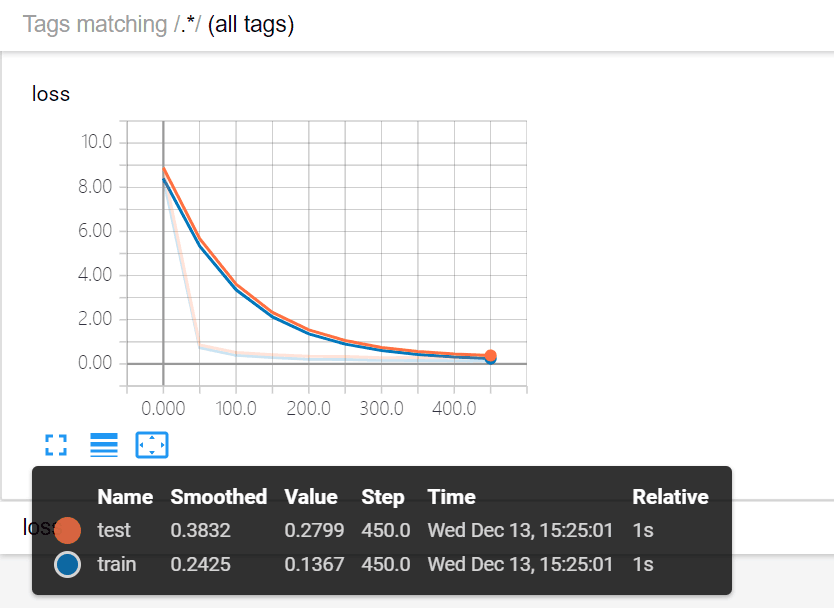 Tags matching /.*/ (all tags)
loss
10.0
8.00
6.00
4.00
2.00
0.00
0.000 100.0 200.0 300.0 400.0
Name Smoothed Value Step Time Relative
test 0.3832 0.2799 450.0 Wed Dec 13, 15:25:01 1s
train 0.2425 0.1367 450.0 Wed Dec 13, 15:25:01 1s